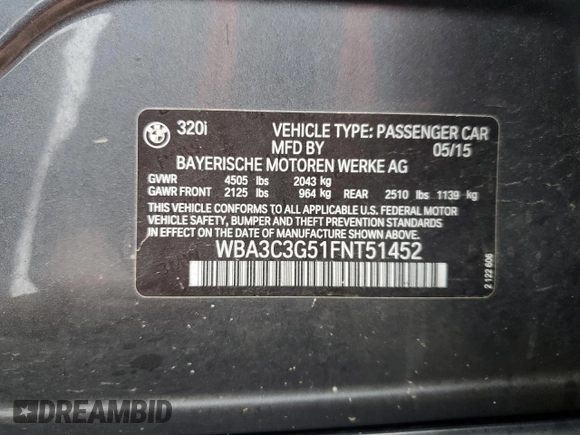 320i VEHICLE TYPE: PASSENGER CAR
MFD BY 05/15
BAYERISCHE MOTOREN WERKE AG
GVWR 4505 lbs 2043 kg
GAWR FRONT 2125 lbs 964 kg REAR 2510 lbs 1139 kg
THIS VEHICLE CONFORMS TO ALL APPLICABLE U.S. FEDERAL MOTOR
VEHICLE SAFETY, BUMPER AND THEFT PREVENTION STANDARDS
IN EFFECT ON THE DATE OF MANUFACTURE SHOWN ABOVE.
WBA3C3G51FNT51452
2 122 606
DREAMBID